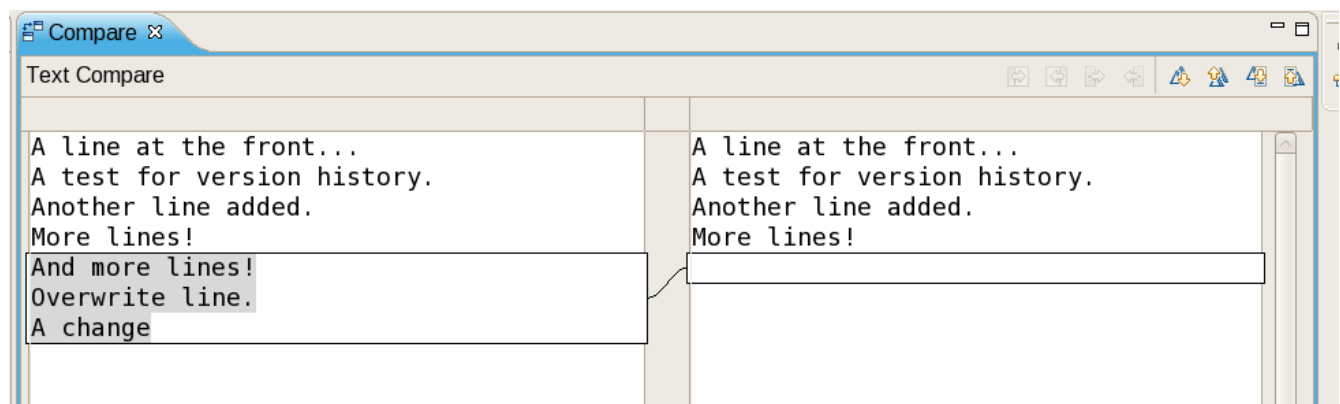 Compare
Text Compare
A line at the front...
A test for version history.
Another line added.
More lines!
And more lines!
Overwrite line.
A change
A line at the front...
A test for version history.
Another line added.
More lines!